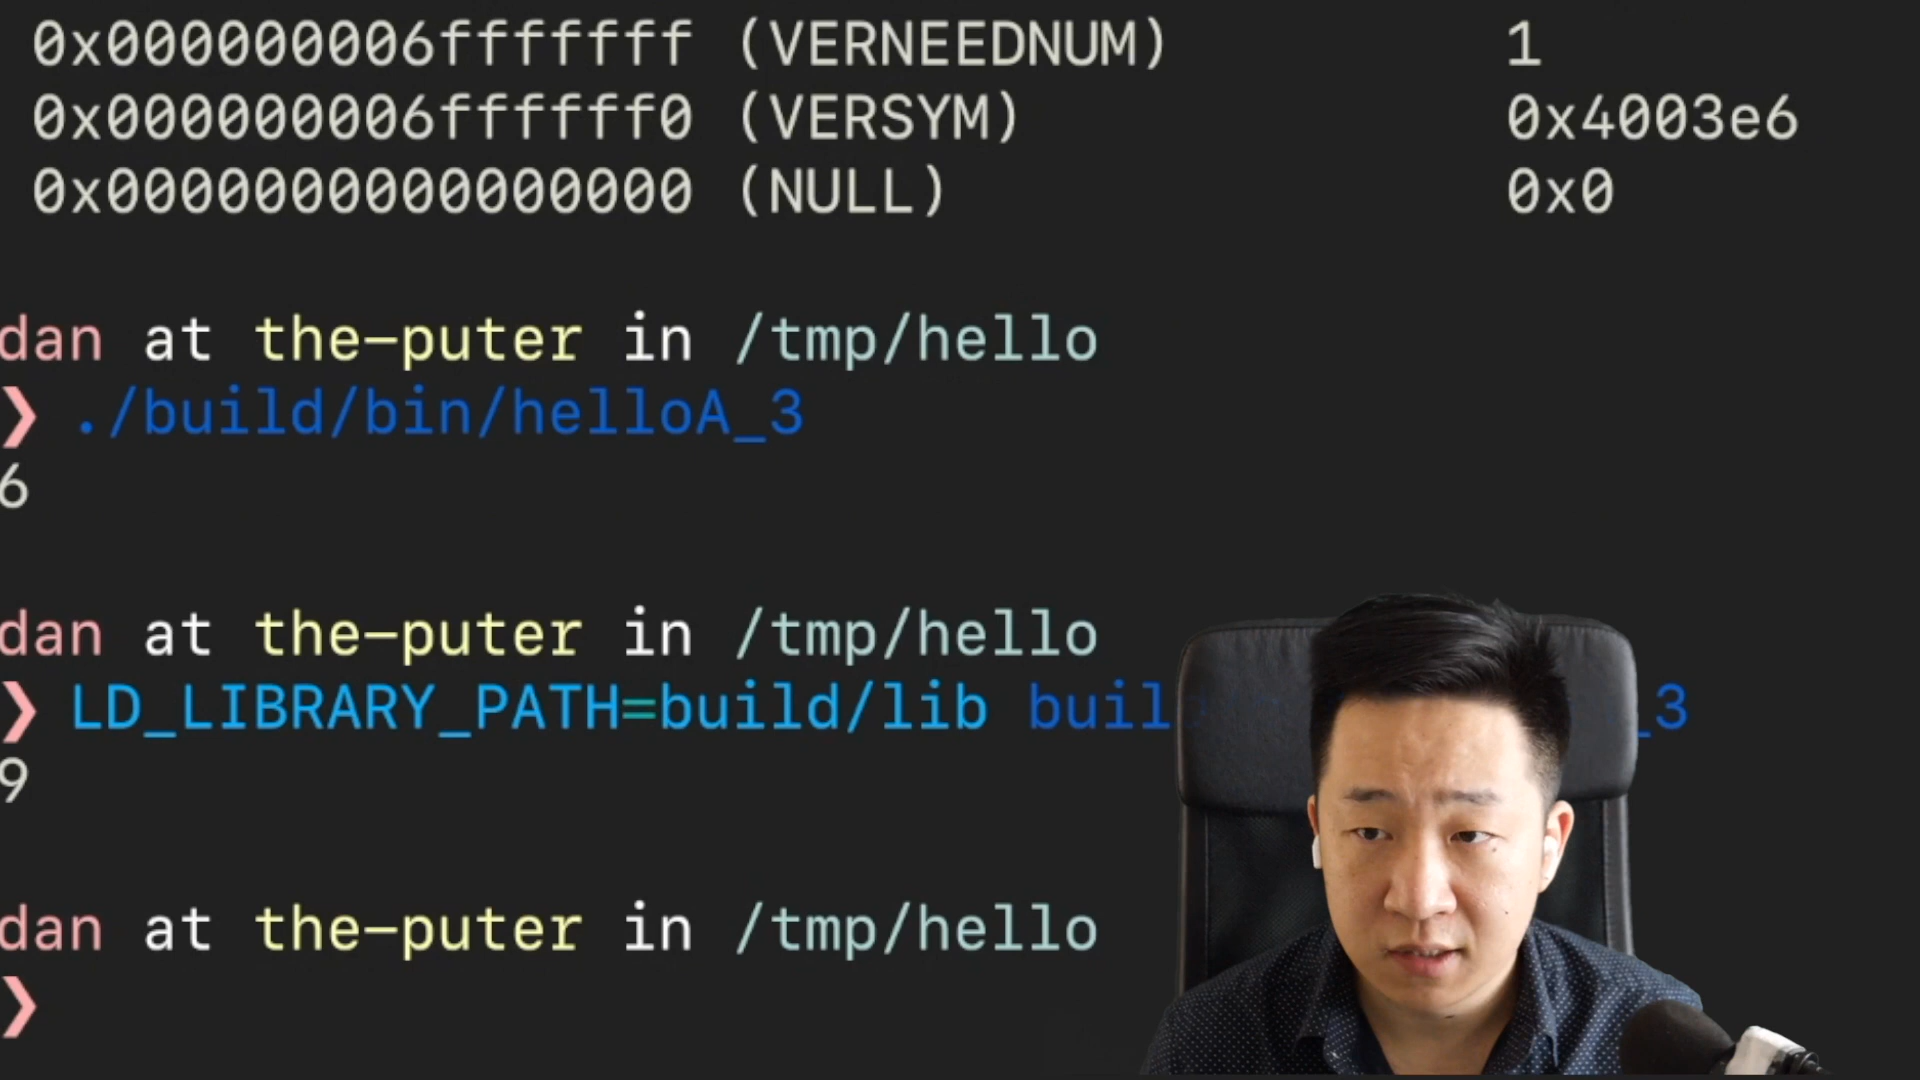 0x000000006fffffff (VERNEEDNUM) 1
0x000000006ffffff0 (VERSYM) 0x4003e6
0x0000000000000000 (NULL) 0x0
dan at the-puter in /tmp/hello
❯ ./build/bin/helloA_3
6
dan at the-puter in /tmp/hello
❯ LD_LIBRARY_PATH=build/lib buil _3
9
dan at the-puter in /tmp/hello
❯